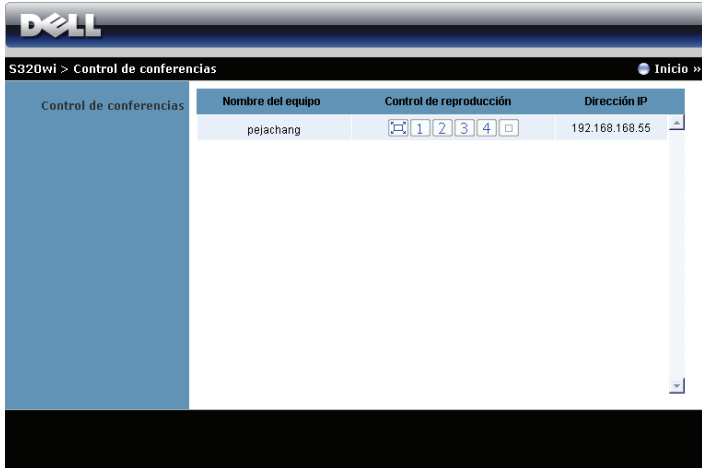 DELL
S320wi > Control de conferencias
Inicio »
Control de conferencias
Nombre del equipo Control de reproducción Dirección IP
pejachang 1 2 3 4 192.168.168.55